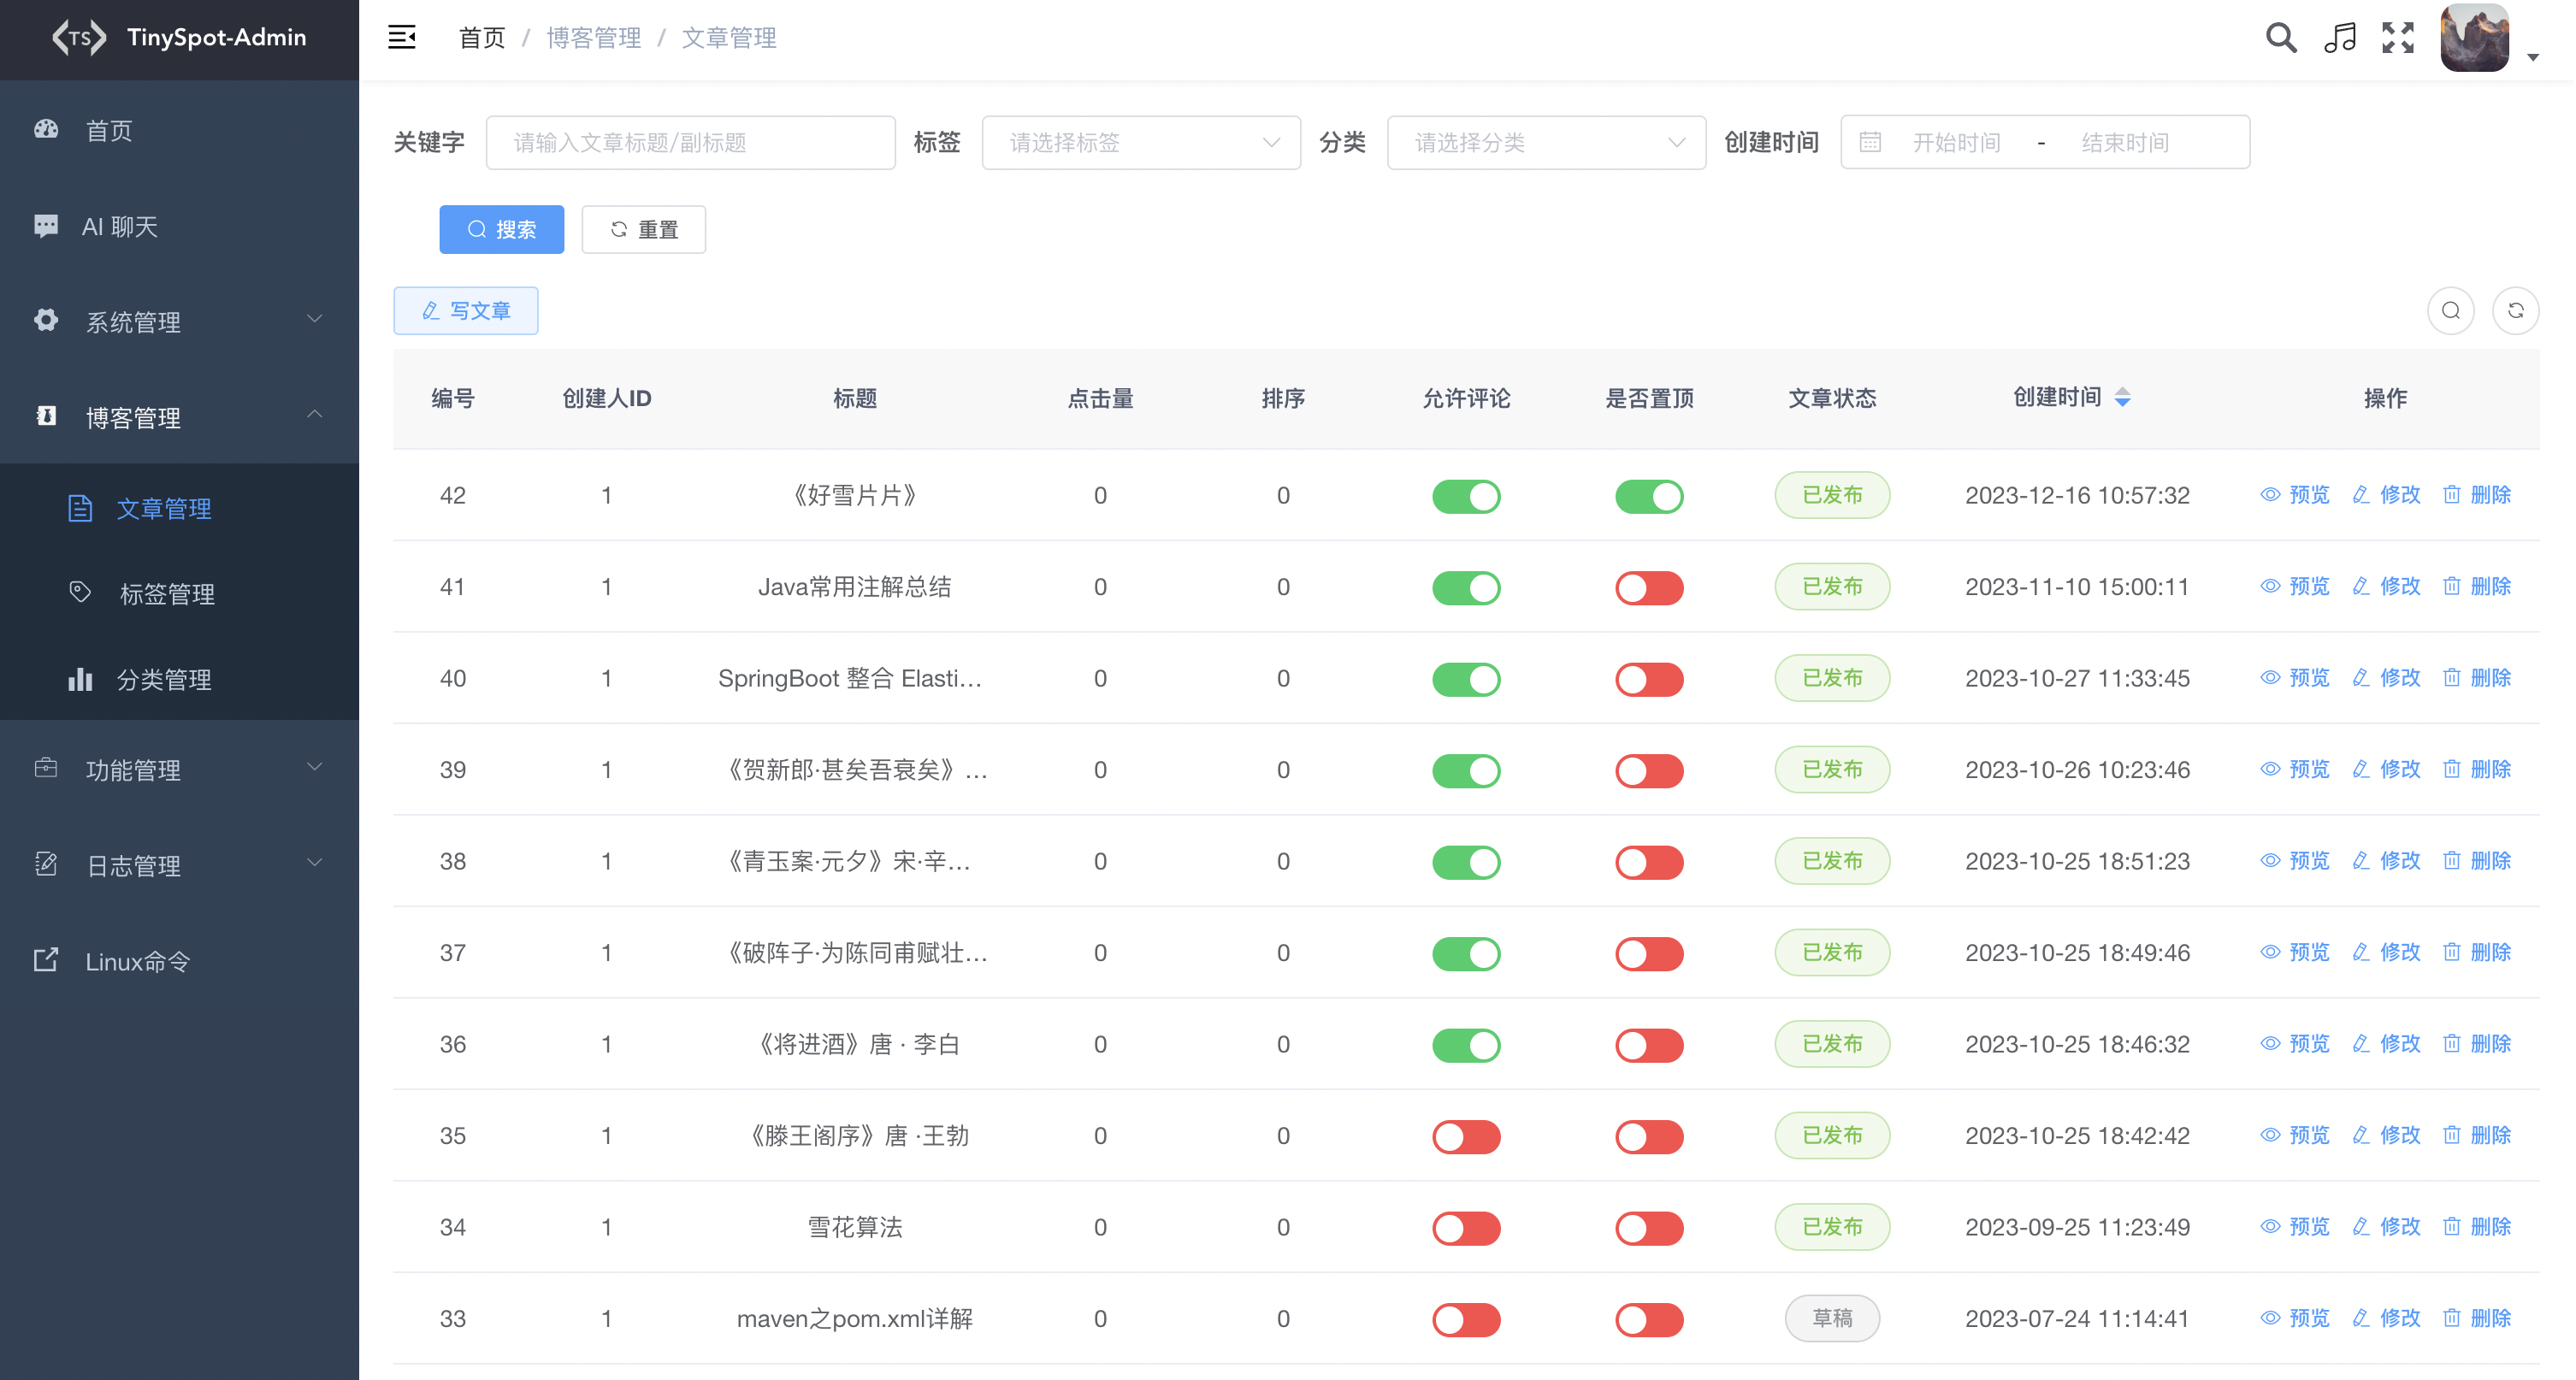 TS TinySpot-Admin
首页 / 博客管理 / 文章管理
首页
AI 聊天
系统管理
博客管理
文章管理
标签管理
分类管理
功能管理
日志管理
Linux命令
关键字 请输入文章标题/副标题 标签 请选择标签 分类 请选择分类 创建时间 开始时间 - 结束时间
搜索 重置
写文章
编号 创建人ID 标题 点击量 排序 允许评论 是否置顶 文章状态 创建时间 操作
42 1 《好雪片片》 0 0 已发布 2023-12-16 10:57:32 预览 修改 删除
41 1 Java常用注解总结 0 0 已发布 2023-11-10 15:00:11 预览 修改 删除
40 1 SpringBoot 整合 Elasti... 0 0 已发布 2023-10-27 11:33:45 预览 修改 删除
39 1 《贺新郎·甚矣吾衰矣》... 0 0 已发布 2023-10-26 10:23:46 预览 修改 删除
38 1 《青玉案·元夕》宋·辛... 0 0 已发布 2023-10-25 18:51:23 预览 修改 删除
37 1 《破阵子·为陈同甫赋壮... 0 0 已发布 2023-10-25 18:49:46 预览 修改 删除
36 1 《将进酒》唐 · 李白 0 0 已发布 2023-10-25 18:46:32 预览 修改 删除
35 1 《滕王阁序》唐 ·王勃 0 0 已发布 2023-10-25 18:42:42 预览 修改 删除
34 1 雪花算法 0 0 已发布 2023-09-25 11:23:49 预览 修改 删除
33 1 maven之pom.xml详解 0 0 草稿 2023-07-24 11:14:41 预览 修改 删除